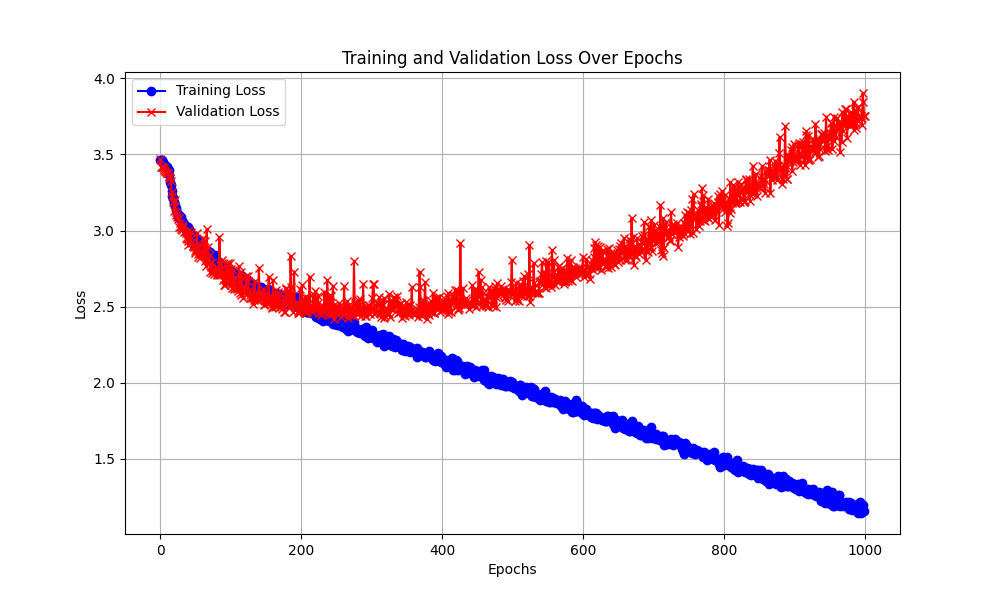 Training and Validation Loss Over Epochs
Training Loss
Validation Loss
4.0
3.5
3.0
2.5
2.0
1.5
Loss
0 200 400 600 800 1000
Epochs